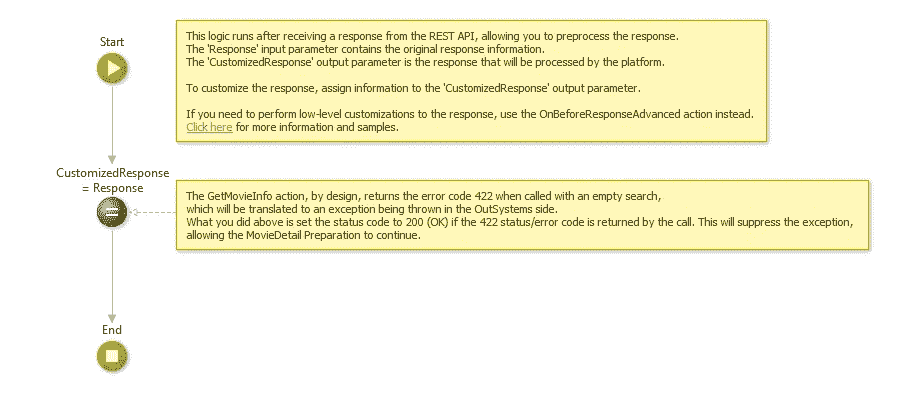 Start
This logic runs after receiving a response from the REST API, allowing you to preprocess the response.
The 'Response' input parameter contains the original response information.
The 'CustomizedResponse' output parameter is the response that will be processed by the platform.
To customize the response, assign information to the 'CustomizedResponse' output parameter.
If you need to perform low-level customizations to the response, use the OnBeforeResponseAdvanced action instead.
Click here for more information and samples.
CustomizedResponse
= Response
The GetMovieInfo action, by design, returns the error code 422 when called with an empty search,
which will be translated to an exception being thrown in the OutSystems side.
What you did above is set the status code to 200 (OK) if the 422 status/error code is returned by the call. This will suppress the exception,
allowing the MovieDetail Preparation to continue.
End